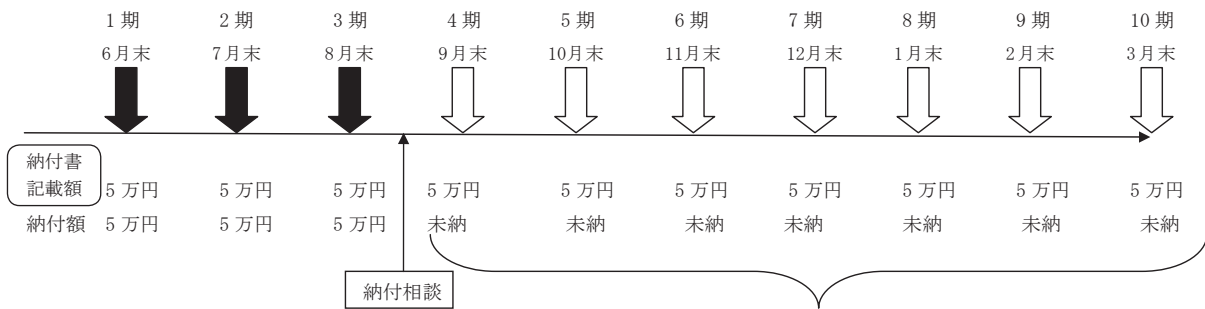 1期 2期 3期 4期 5期 6期 7期 8期 9期 10期
6月末 7月末 8月末 9月末 10月末 11月末 12月末 1月末 2月末 3月末
納付書
記載額 5万円 5万円 5万円 5万円 5万円 5万円 5万円 5万円 5万円 5万円
納付額 5万円 5万円 5万円 未納 未納 未納 未納 未納 未納 未納
納付相談